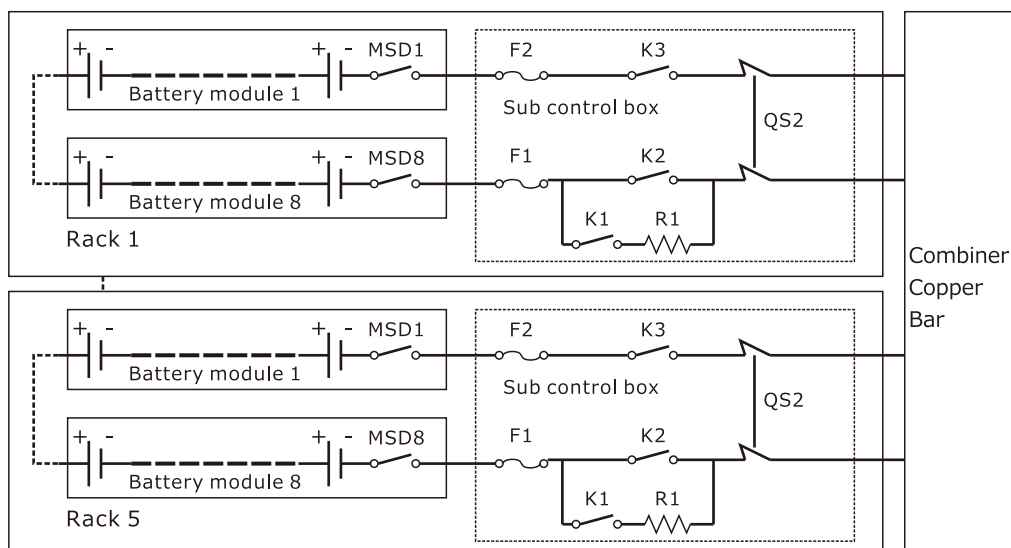 + - + - MSD1 F2 K3
Battery module 1
Sub control box
QS2
+ - + - MSD8 F1 K2
Battery module 8
K1 R1
Rack 1
Combiner
Copper
Bar
+ - + - MSD1 F2 K3
Battery module 1
Sub control box
QS2
+ - + - MSD8 F1 K2
Battery module 8
K1 R1
Rack 5